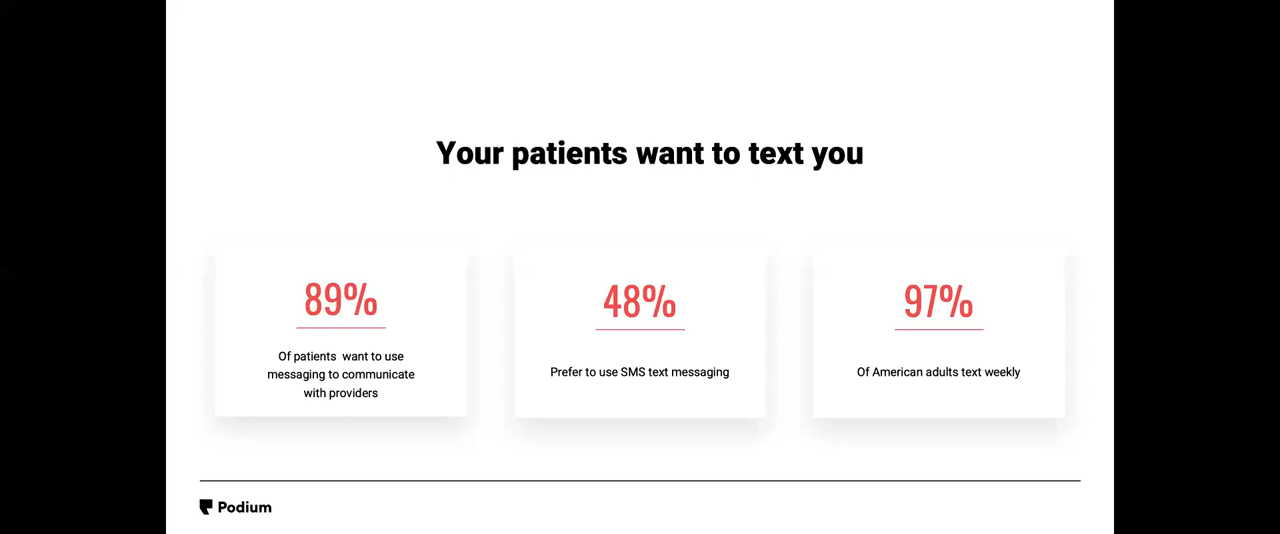 Your patients want to text you
89%
Of patients  want to use
messaging to communicate
with providers
48%
Prefer to use SMS text messaging
97%
Of American adults text weekly
Podium